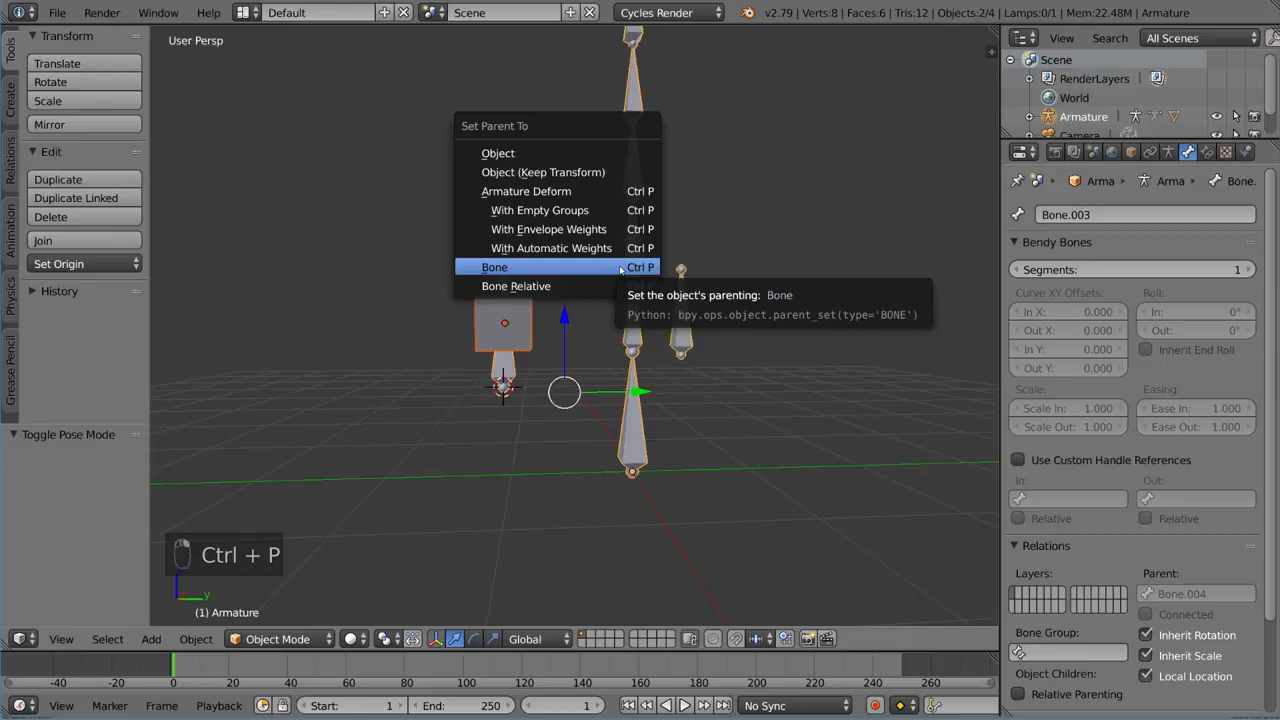 File Render Window Help Default Scene Cycles Render v2.79 | Verts:8 | Faces:6 | Tris:12 | Objects:2/4 | Lamps:0/1 | Mem:22.48M | Armature
Tools
Create
Relations
Animation
Physics
Grease Pencil
Transform
Translate
Rotate
Scale
Mirror
Edit
Duplicate
Duplicate Linked
Delete
Join
Set Origin
History
Toggle Pose Mode
User Persp
Set Parent To
Object
Object (Keep Transform)
Armature Deform Ctrl P
With Empty Groups Ctrl P
With Envelope Weights Ctrl P
With Automatic Weights Ctrl P
Bone Ctrl P
Bone Relative
Set the object's parenting: Bone
Python: bpy.ops.object.parent_set(type='BONE')
Ctrl + P
z
y
(1) Armature
View Search All Scenes
Scene
RenderLayers
World
Armature
Camera
Arma Arma Bone.
Bone.003
Bendy Bones
Segments: 1
Curve XY Offsets: Roll:
In X: 0.000 In: 0°
Out X: 0.000 Out: 0°
In Y: 0.000 Inherit End Roll
Out Y: 0.000
Scale: Easing:
Scale In: 1.000 Ease In: 1.000
Scale Out: 1.000 Ease Out: 1.000
Use Custom Handle References
In: Out:
Relative Relative
Relations
Layers: Parent:
Bone.004
Connected
Bone Group: Inherit Rotation
Inherit Scale
Object Children: Local Location
Relative Parenting
View Select Add Object Object Mode Global
-40 -20 0 20 40 60 80 100 120 140 160 180 200 220 240 260 280
View Marker Frame Playback Start: 1 End: 250 1 No Sync